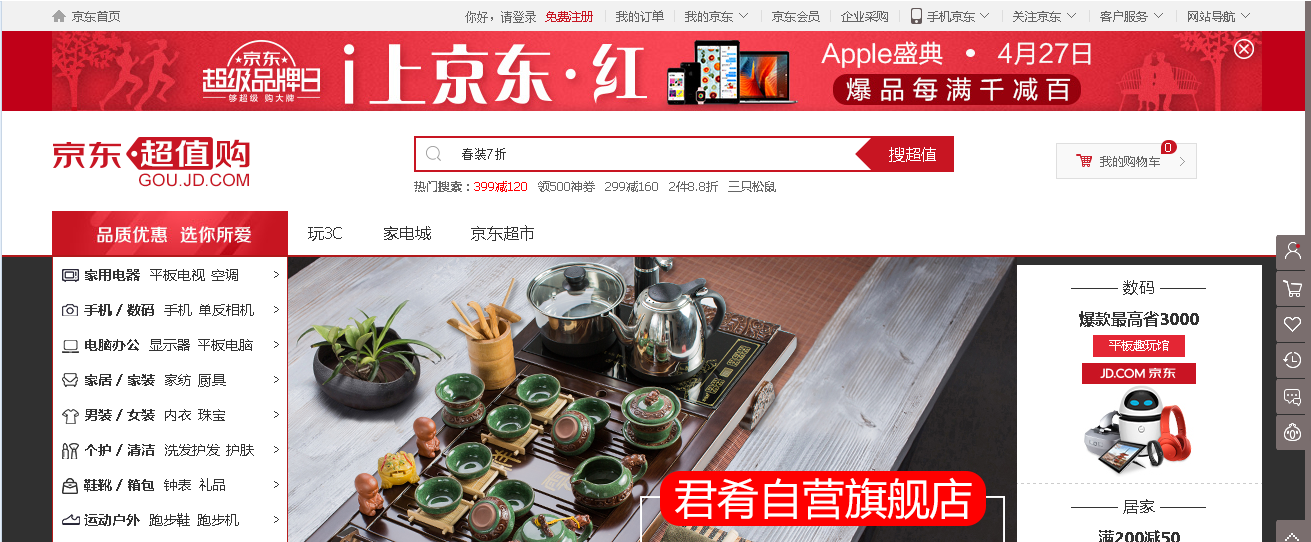 京东首页 你好，请登录 免费注册 我的订单 我的京东 京东会员 企业采购 手机京东 关注京东 客户服务 网站导航
京东
超级品牌日
够超级 购大牌
i上京东·红
Apple盛典 • 4月27日
爆品每满千减百
京东 超值购
GOU.JD.COM
春装7折 搜超值
我的购物车 0
热门搜索：399减120 领500神券 299减160 2件8.8折 三只松鼠
品质优惠 选你所爱 玩3C 家电城 京东超市
家用电器 平板电视 空调 >
手机 / 数码 手机 单反相机 >
电脑办公 显示器 平板电脑 >
家居 / 家装 家纺 厨具 >
男装 / 女装 内衣 珠宝 >
个护 / 清洁 洗发护发 护肤 >
鞋靴 / 箱包 钟表 礼品 >
运动户外 跑步鞋 跑步机 >
君肴自营旗舰店
数码
爆款最高省3000
平板趣玩馆
JD.COM 京东
居家
满200减50